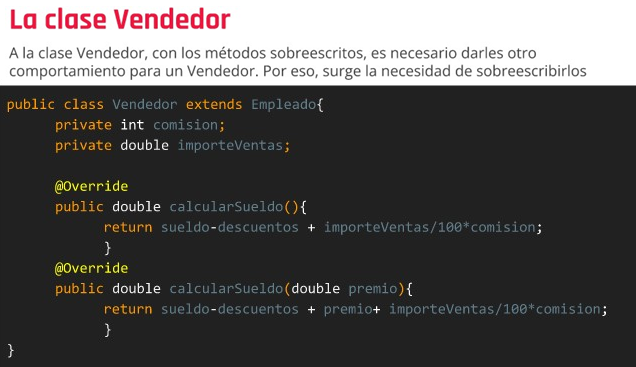 La clase Vendedor
A la clase Vendedor, con los métodos sobreescritos, es necesario darles otro
comportamiento para un Vendedor. Por eso, surge la necesidad de sobreescribirlos
public class Vendedor extends Empleado{
private int comision;
private double importeVentas;
@Override
public double calcularSueldo(){
return sueldo-descuentos + importeVentas/100*comision;
}
@Override
public double calcularSueldo(double premio){
return sueldo-descuentos + premio+ importeVentas/100*comision;
}
}